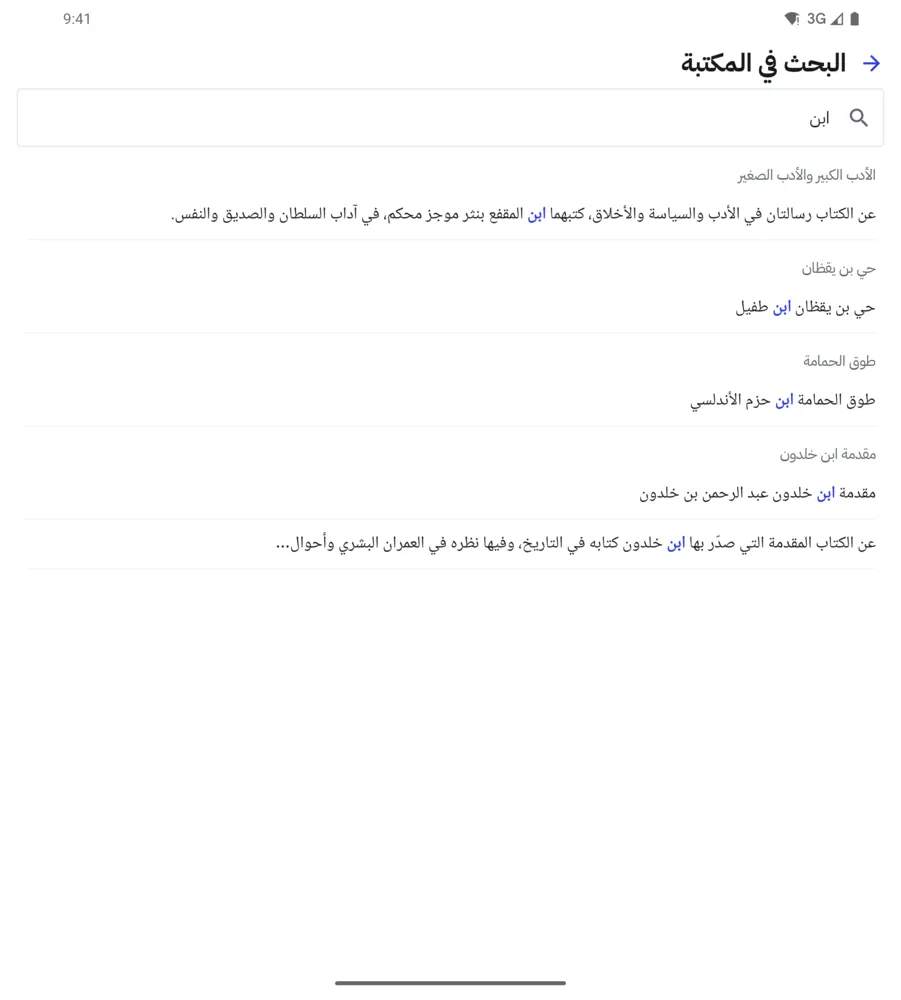 9:41
3G
البحث في المكتبة
ابن
الأدب الكبير والأدب الصغير
عن الكتاب رسالتان في الأدب والسياسة والأخلاق، كتبهما ابن المقفع بنثر موجز محكم، في آداب السلطان والصديق والنفس.
حي بن يقظان
حي بن يقظان ابن طفيل
طوق الحمامة
طوق الحمامة ابن حزم الأندلسي
مقدمة ابن خلدون
مقدمة ابن خلدون عبد الرحمن بن خلدون
عن الكتاب المقدمة التي صدّر بها ابن خلدون كتابه في التاريخ، وفيها نظره في العمران البشري وأحوال...